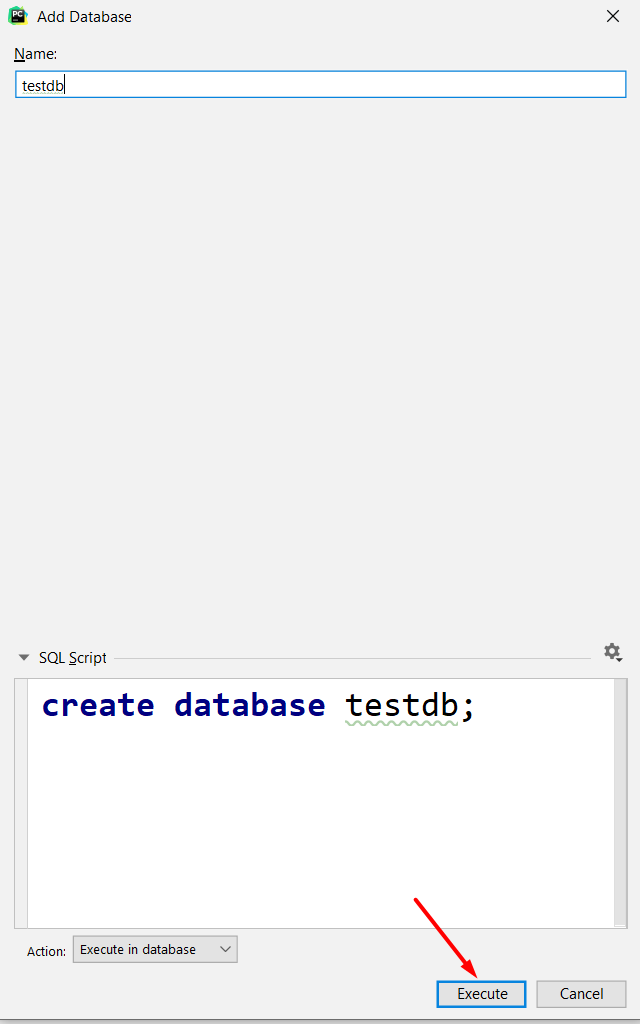 PC
Add Database
Name:
testdb
SQL Script
create database testdb;
Action: Execute in database
Execute Cancel